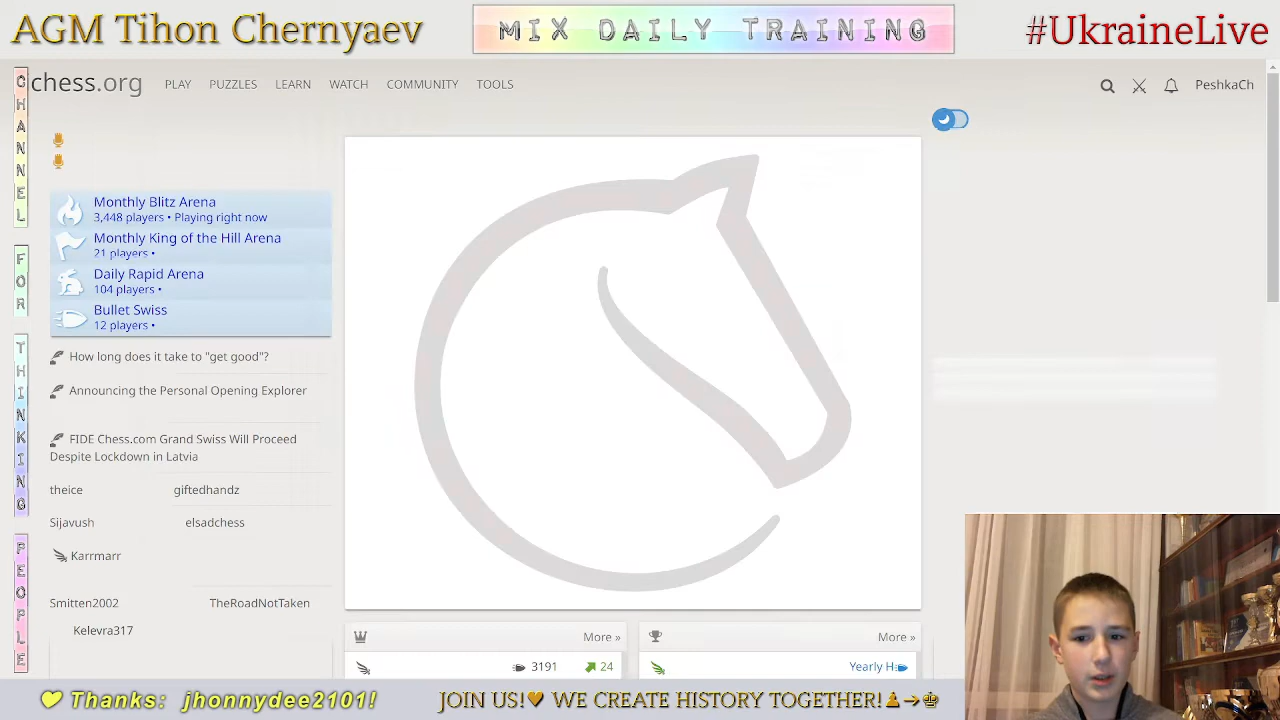 AGM Tihon Chernyaev
MIX DAILY TRAINING
#UkraineLive
CHANNEL FOR THINKING PEOPLE
chess.org
PLAY PUZZLES LEARN WATCH COMMUNITY TOOLS
PeshkaCh
Monthly Blitz Arena
3,448 players • Playing right now
Monthly King of the Hill Arena
21 players •
Daily Rapid Arena
104 players •
Bullet Swiss
12 players •
How long does it take to "get good"?
Announcing the Personal Opening Explorer
FIDE Chess.com Grand Swiss Will Proceed
Despite Lockdown in Latvia
theice giftedhandz
Sijavush elsadchess
Karrmarr
Smitten2002 TheRoadNotTaken
Kelevra317
More » More »
3191 24 Yearly H
Thanks: jhonnydee2101! JOIN US! WE CREATE HISTORY TOGETHER!